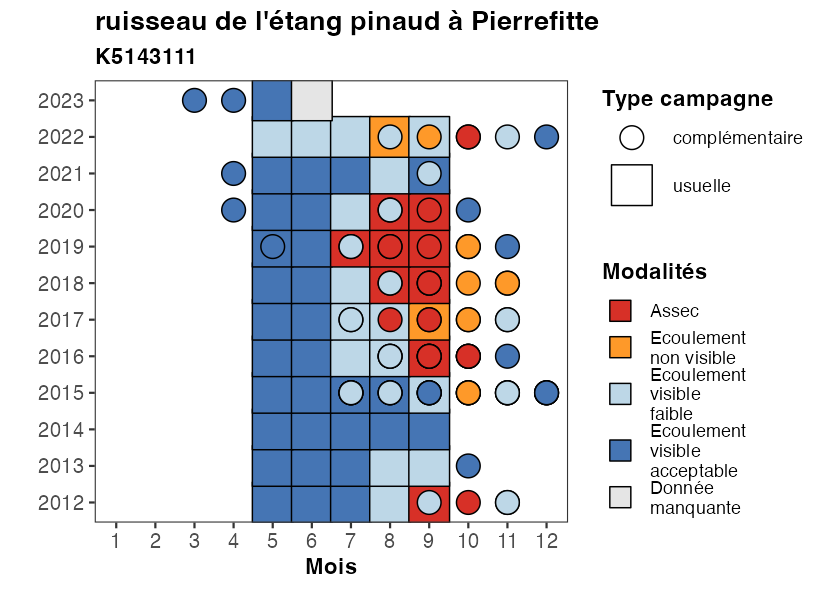 ruisseau de l'étang pinaud à Pierrefitte
K5143111
2023
2022
2021
2020
2019
2018
2017
2016
2015
2014
2013
2012
1 2 3 4 5 6 7 8 9 10 11 12
Mois
Type campagne
complémentaire
usuelle
Modalités
Assec
Ecoulement
non visible
Ecoulement
visible
faible
Ecoulement
visible
acceptable
Donnée
manquante